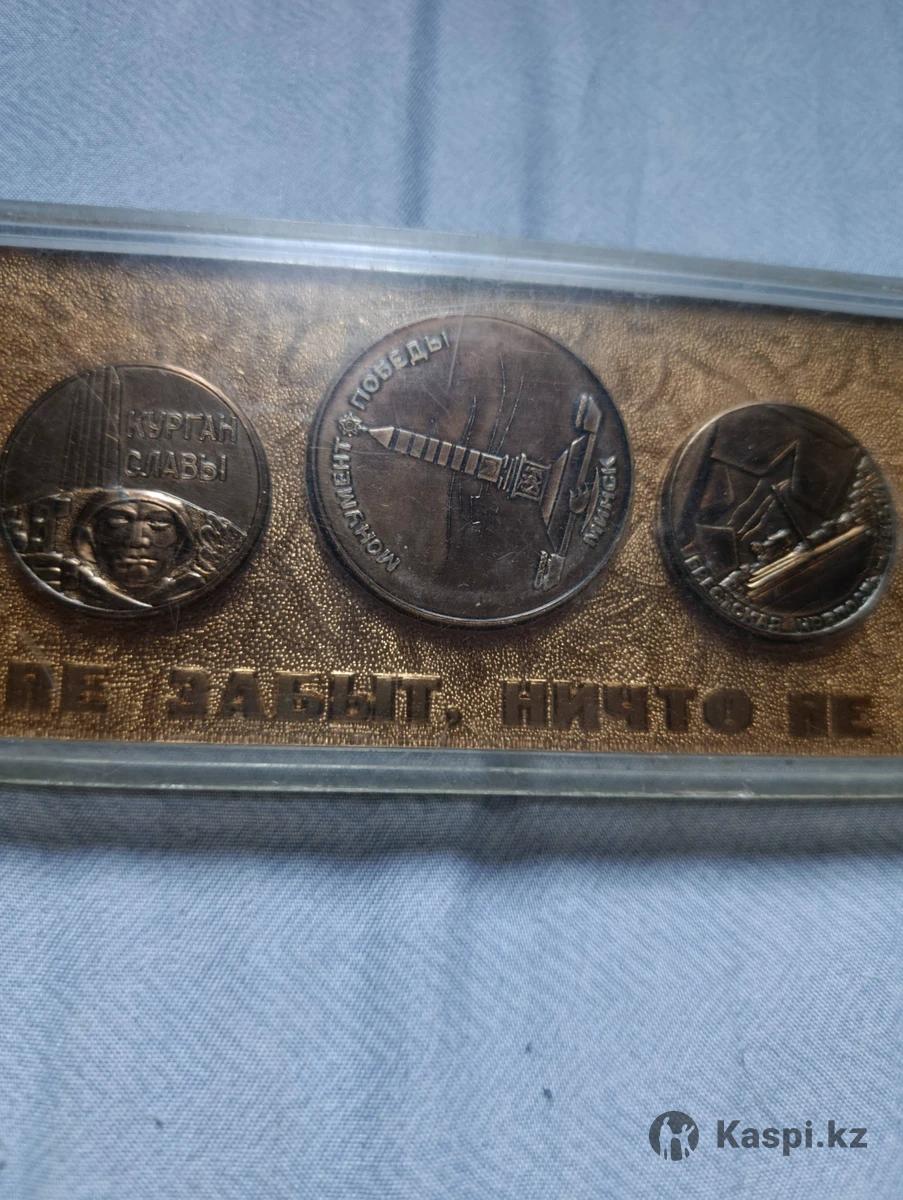 КУРГАН
СЛАВЫ
МОНУМЕНТ ПОБЕДЫ
МИНСК
НЕ ЗАБЫТ, НИЧТО НЕ
Kaspi.kz